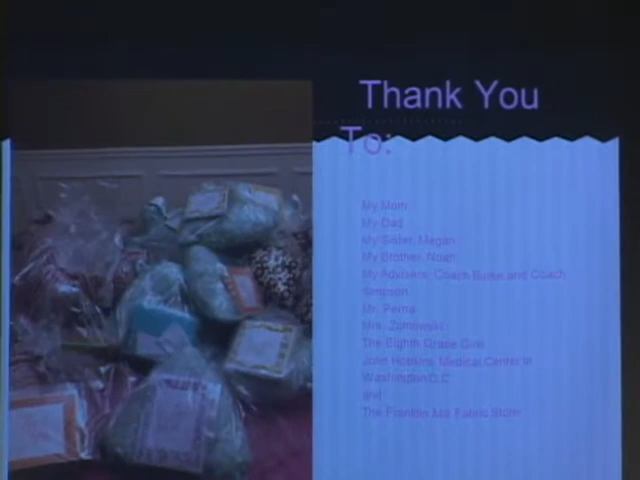 Thank You
To:
My Mom
My Dad
My Sister, Megan
My Brother, Noah
My Advisers, Coach Burke and Coach
Simpson
Mr. Perna
Mrs.
The Eighth Grade Girls
John Hopkins Medical Center in
Washington D.C
and
The Franklin Mill Fabric Store